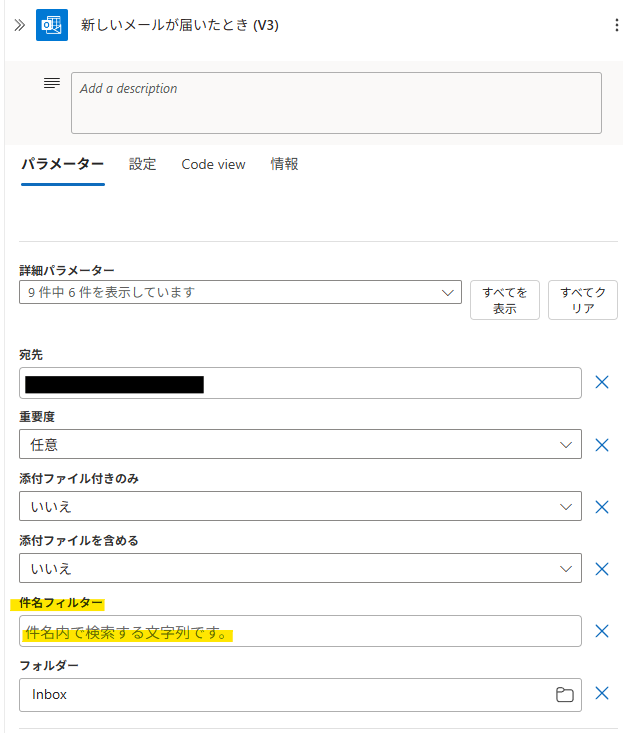 新しいメールが届いたとき (V3)
Add a description
パラメーター 設定 Code view 情報
詳細パラメーター
9 件中 6 件を表示しています
すべてを
表示
すべてク
リア
宛先
重要度
任意
添付ファイル付きのみ
いいえ
添付ファイルを含める
いいえ
件名フィルター
件名内で検索する文字列です。
フォルダー
Inbox